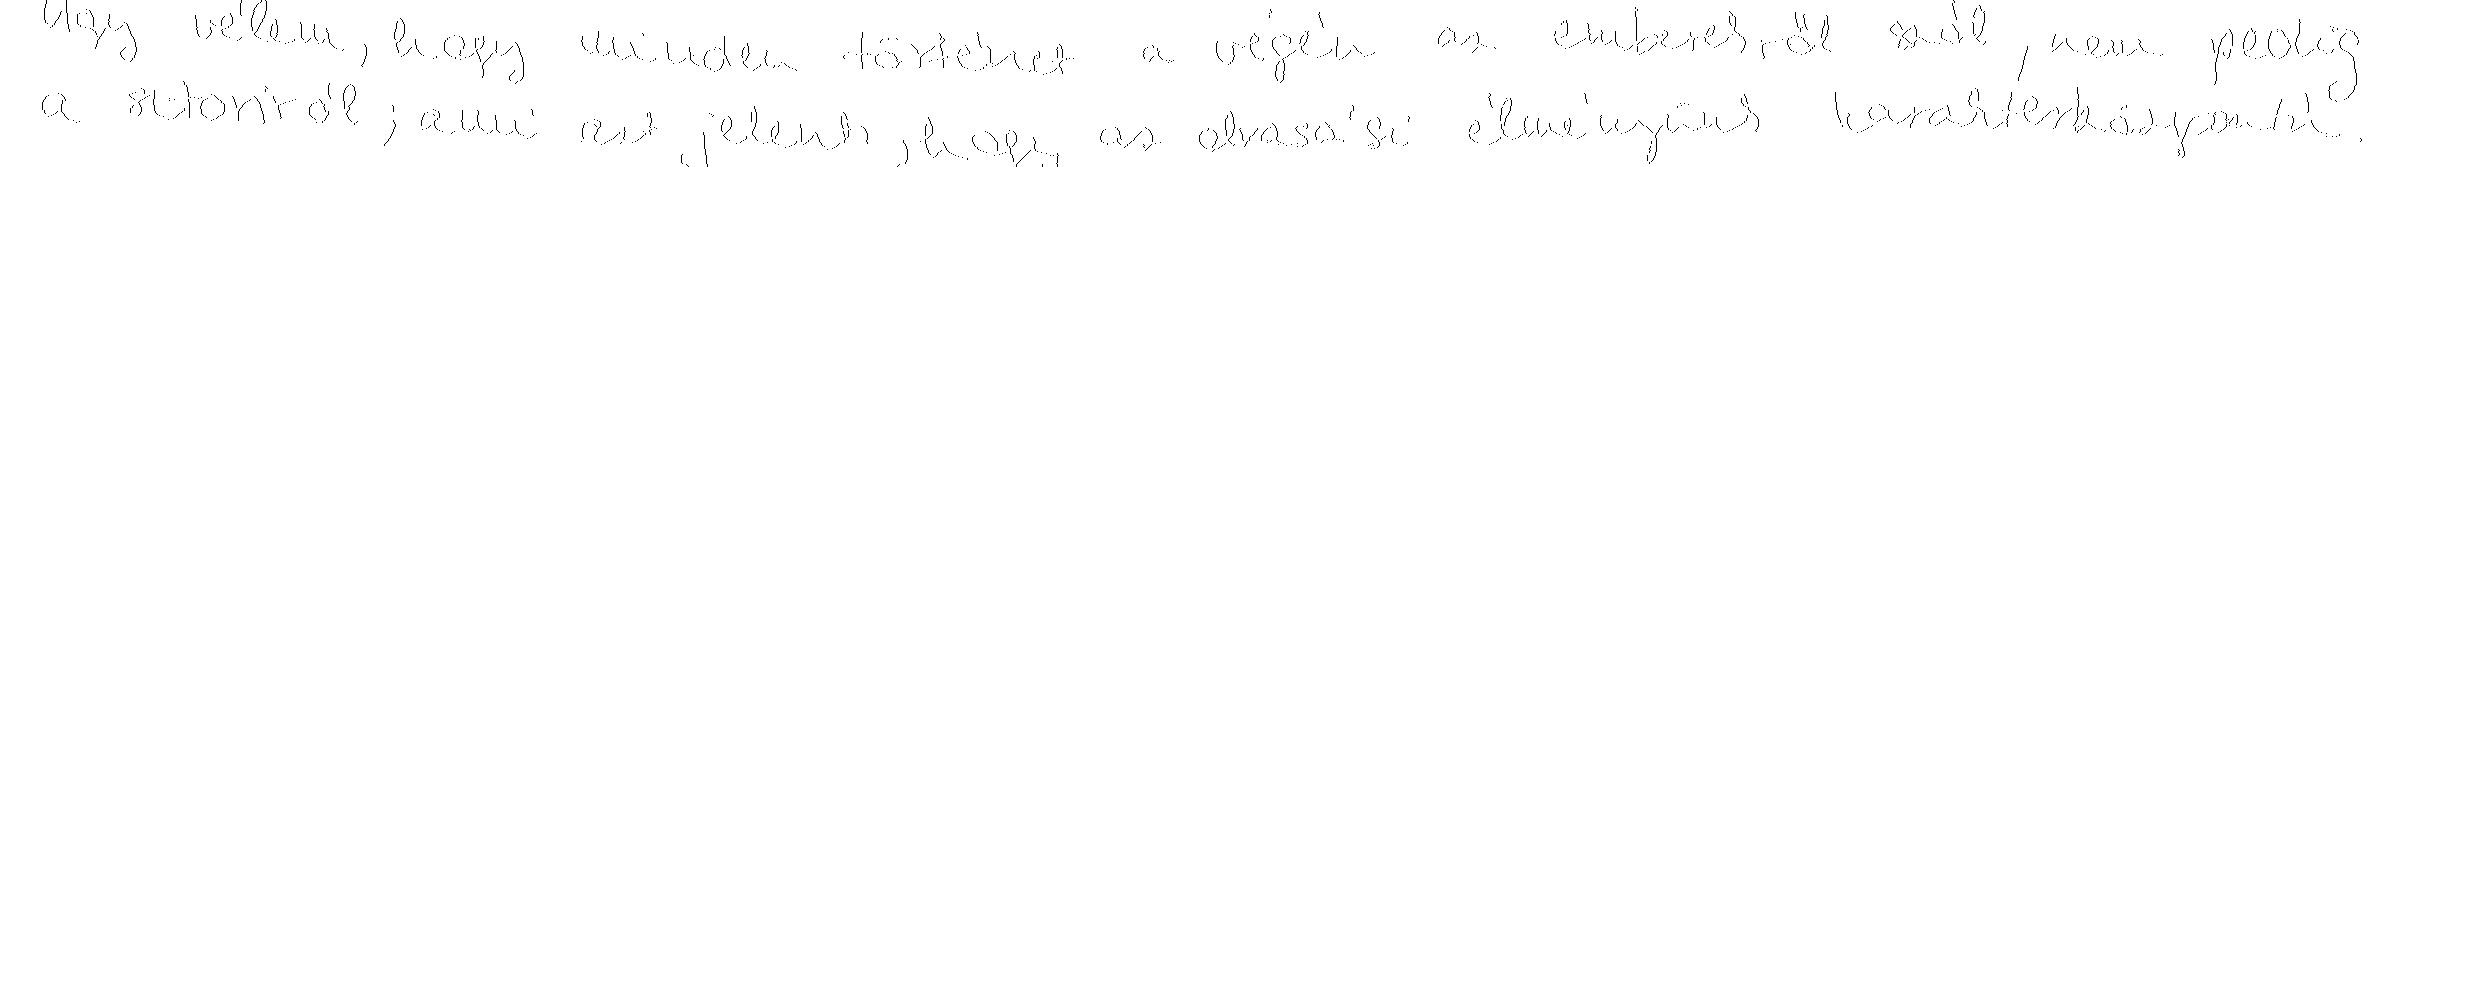 Úgy vélem, hogy minden történet a végén az emberekről szól, nem pedig
a sztoriról, ami azt jelenti, hogy az olvasási élményünk karakterközpontú.